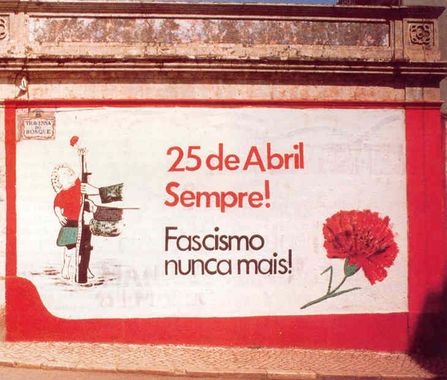 TRAVESSA
DO
BOSQUE
25 de Abril
Sempre!
Fascismo
nunca mais!